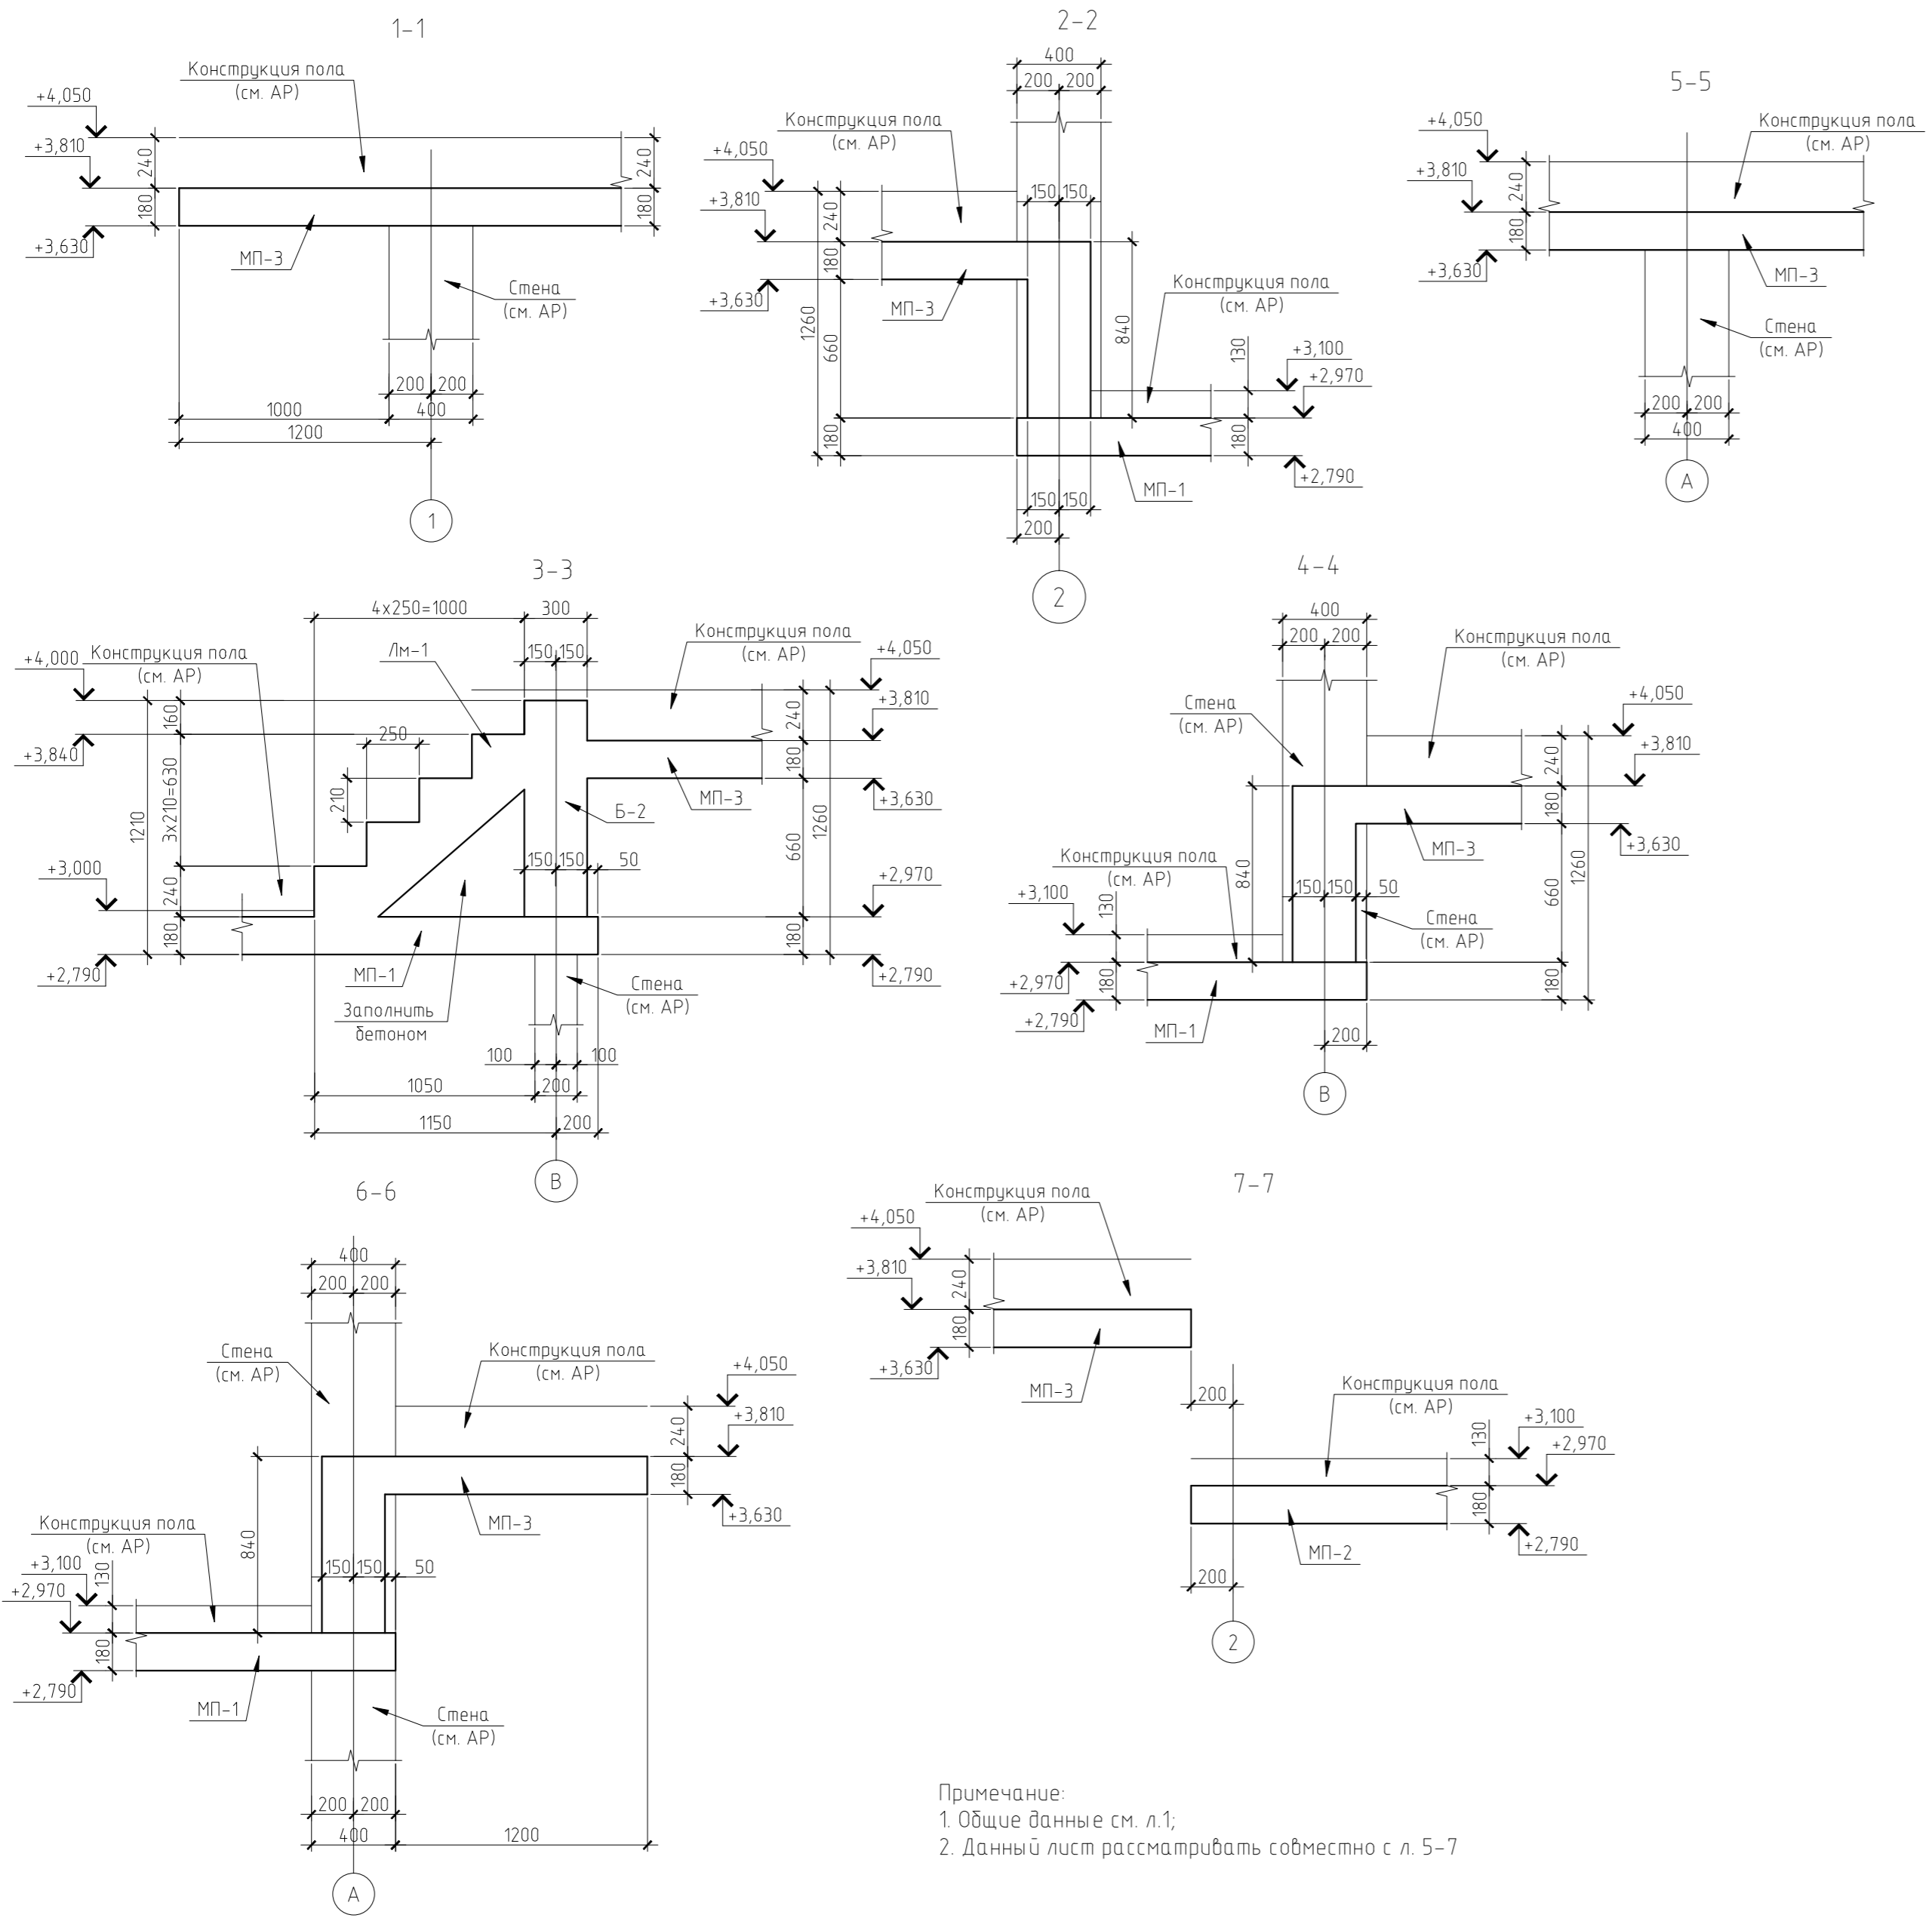 1-1
Конструкция пола
(см. АР)
+4,050
+3,810
+3,630
240
180
240
180
МП-3
Стена
(см. АР)
200
200
1000
400
1200
1
2-2
400
200
200
Конструкция пола
(см. АР)
+4,050
+3,810
+3,630
150
150
240
180
1260
660
180
МП-3
840
Конструкция пола
(см. АР)
130
+3,100
+2,970
180
+2,790
МП-1
150
150
200
2
5-5
+4,050
Конструкция пола
(см. АР)
+3,810
240
180
+3,630
МП-3
Стена
(см. АР)
200
200
400
А
3-3
4х250=1000
300
Конструкция пола
(см. АР)
Лм-1
150
150
Конструкция пола
(см. АР)
+4,000
+4,050
+3,840
+3,810
160
250
240
180
3х210=630
210
1210
МП-3
+3,630
Б-2
1260
660
150
150
50
+3,000
240
+2,970
180
180
+2,790
+2,790
МП-1
Стена
(см. АР)
Заполнить
бетоном
100
100
1050
200
1150
200
В
4-4
400
200
200
Конструкция пола
(см. АР)
Стена
(см. АР)
+4,050
+3,810
240
180
+3,630
МП-3
Конструкция пола
(см. АР)
840
150
150
50
1260
660
+3,100
130
Стена
(см. АР)
+2,970
180
180
+2,790
МП-1
200
В
6-6
400
200
200
Стена
(см. АР)
Конструкция пола
(см. АР)
+4,050
+3,810
240
180
+3,630
МП-3
Конструкция пола
(см. АР)
840
150
150
50
+3,100
130
+2,970
180
+2,790
МП-1
Стена
(см. АР)
200
200
400
1200
А
7-7
Конструкция пола
(см. АР)
+4,050
+3,810
240
180
+3,630
МП-3
200
Конструкция пола
(см. АР)
130
+3,100
+2,970
180
МП-2
+2,790
200
2
Примечание:
1. Общие данные см. л.1;
2. Данный лист рассматривать совместно с л. 5-7